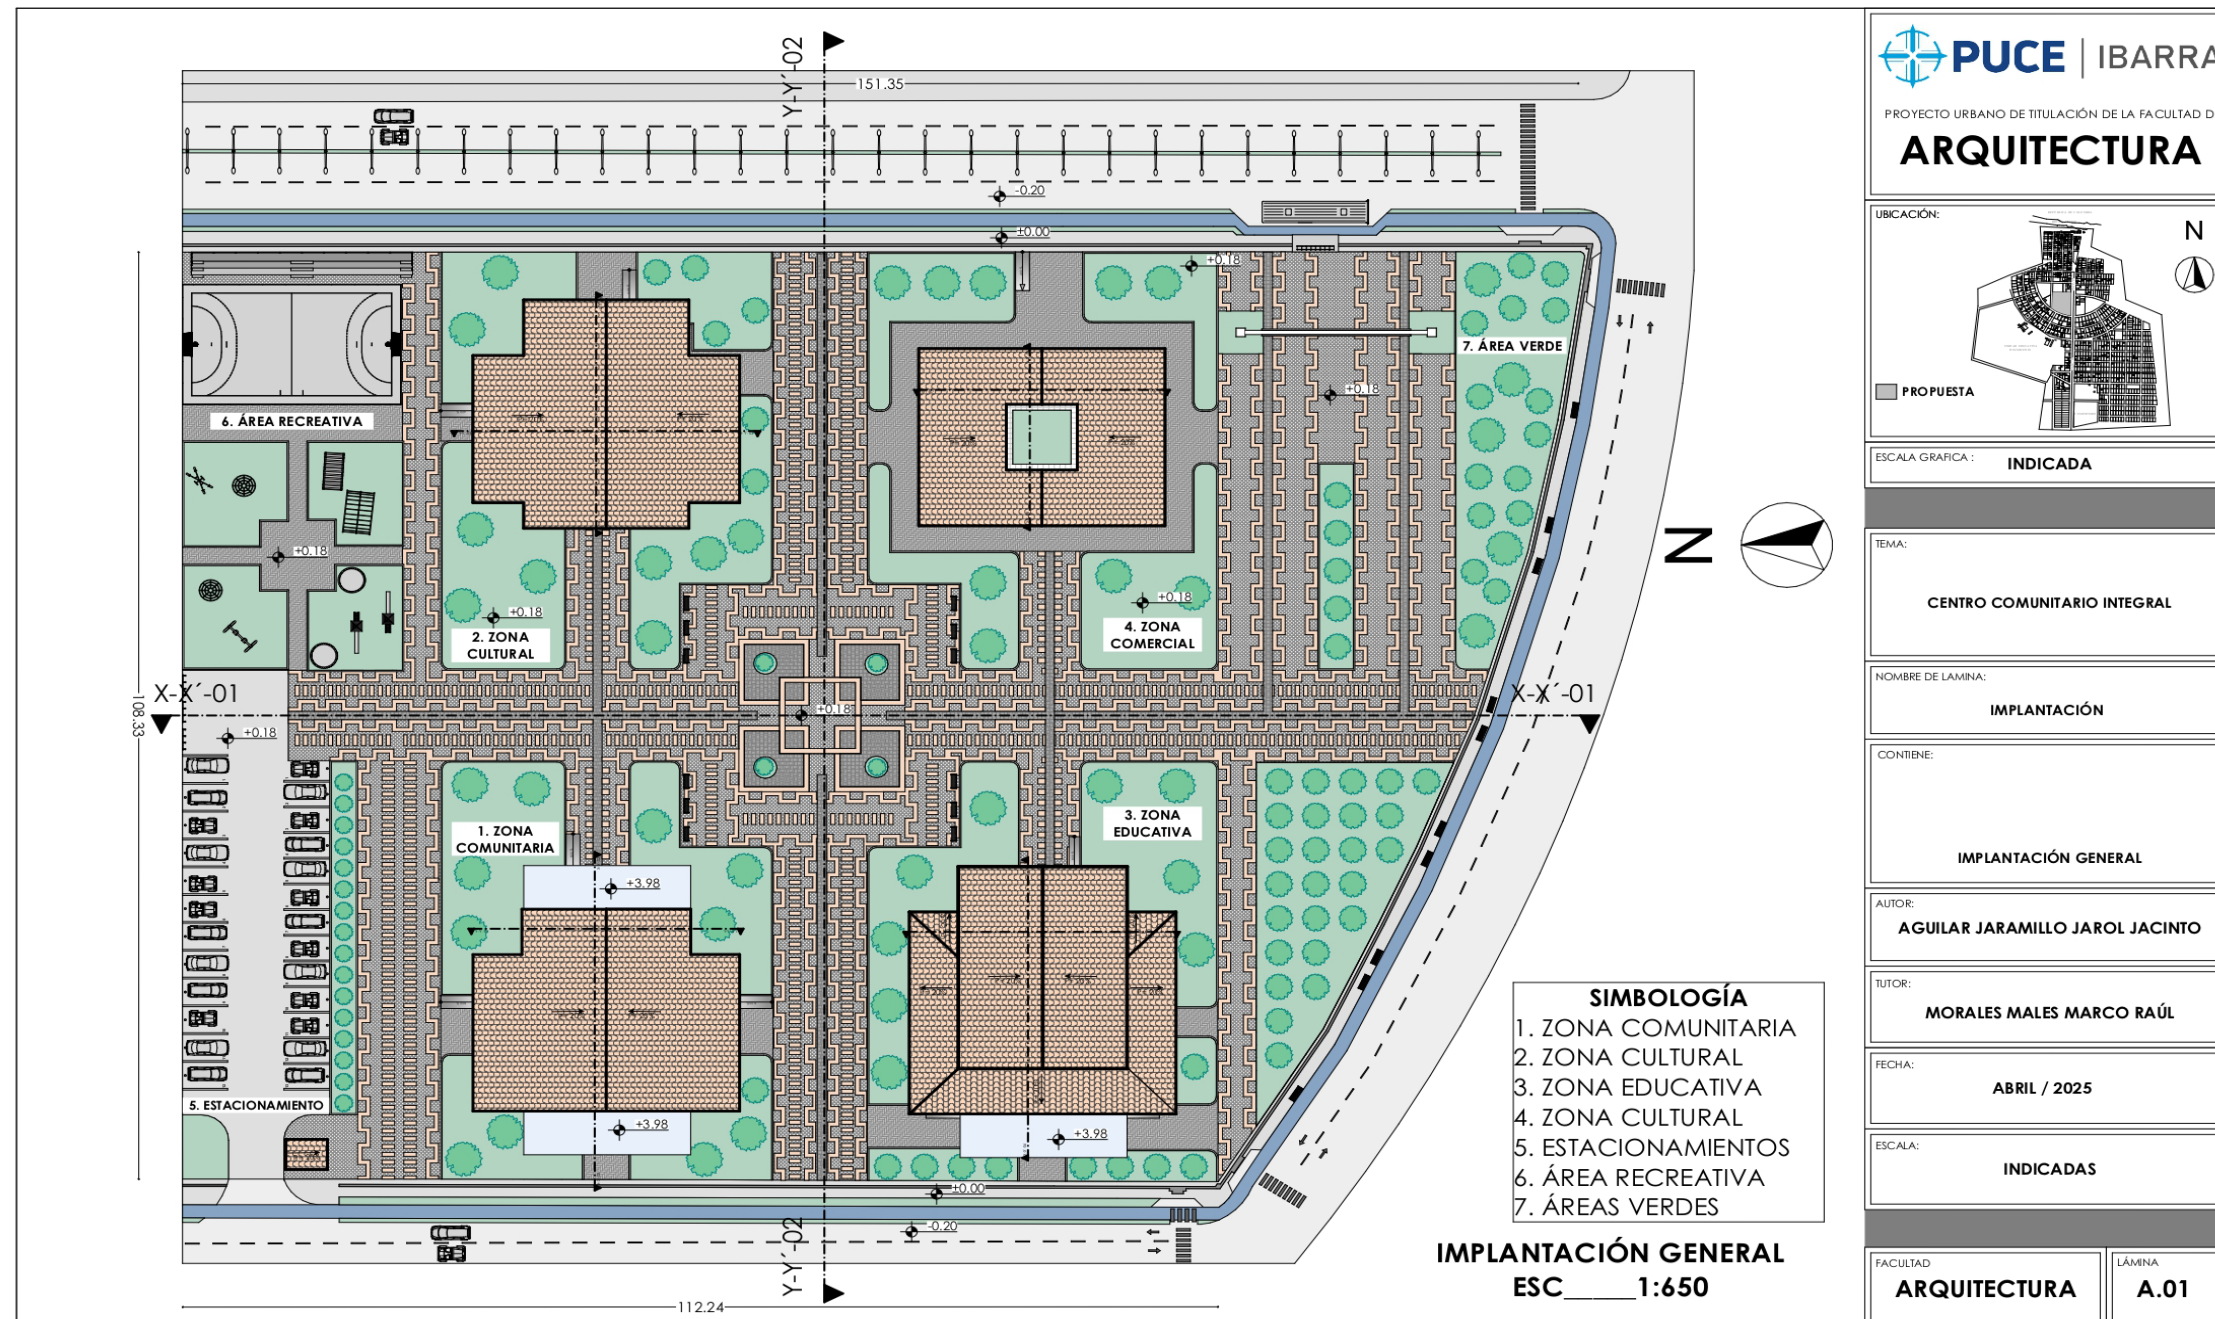 Y-Y´-02
151.35
-0.20
±0.00
+0.18
7. ÁREA VERDE
+0.18
6. ÁREA RECREATIVA
+0.18
+0.18
2. ZONA
CULTURAL
+0.18
4. ZONA
COMERCIAL
N
X-X´-01
X-X´-01
108.33
+0.18
+0.18
1. ZONA
COMUNITARIA
3. ZONA
EDUCATIVA
+3.98
5. ESTACIONAMIENTO
+3.98
+3.98
±0.00
-0.20
Y-Y´-02
112.24
SIMBOLOGÍA
1. ZONA COMUNITARIA
2. ZONA CULTURAL
3. ZONA EDUCATIVA
4. ZONA CULTURAL
5. ESTACIONAMIENTOS
6. ÁREA RECREATIVA
7. ÁREAS VERDES
IMPLANTACIÓN GENERAL
ESC_____1:650
PUCE | IBARRA
PROYECTO URBANO DE TITULACIÓN DE LA FACULTAD D
ARQUITECTURA
UBICACIÓN:
N
PROPUESTA
ESCALA GRAFICA : INDICADA
TEMA:
CENTRO COMUNITARIO INTEGRAL
NOMBRE DE LAMINA:
IMPLANTACIÓN
CONTIENE:
IMPLANTACIÓN GENERAL
AUTOR:
AGUILAR JARAMILLO JAROL JACINTO
TUTOR:
MORALES MALES MARCO RAÚL
FECHA:
ABRIL / 2025
ESCALA:
INDICADAS
FACULTAD
ARQUITECTURA
LÁMINA
A.01